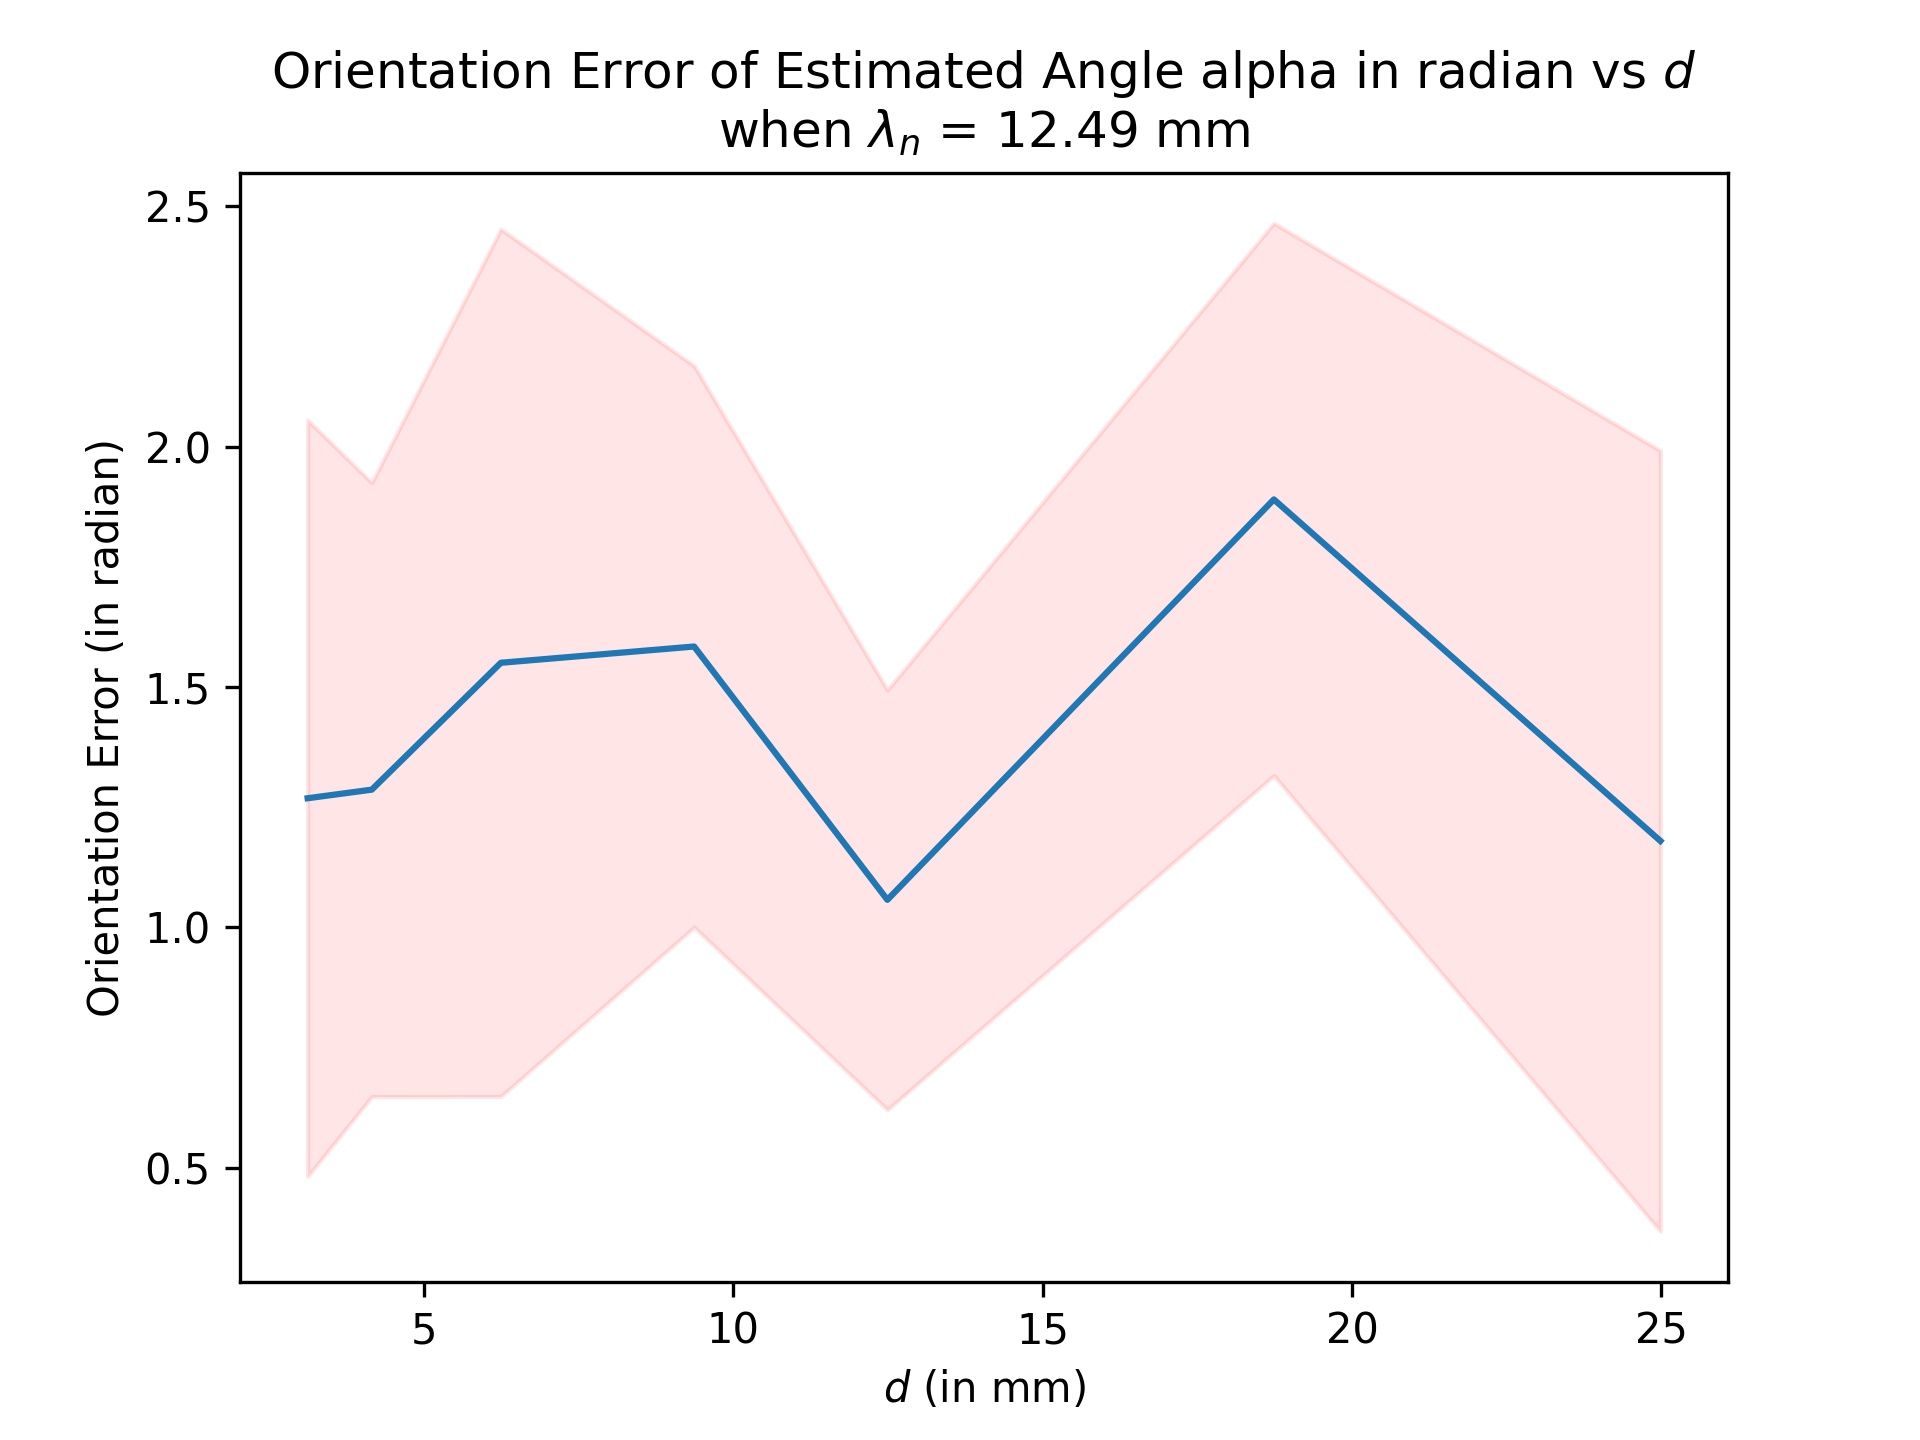 Orientation Error of Estimated Angle alpha in radian vs d
when λn = 12.49 mm
2.5
2.0
1.5
1.0
0.5
Orientation Error (in radian)
5 10 15 20 25
d (in mm)